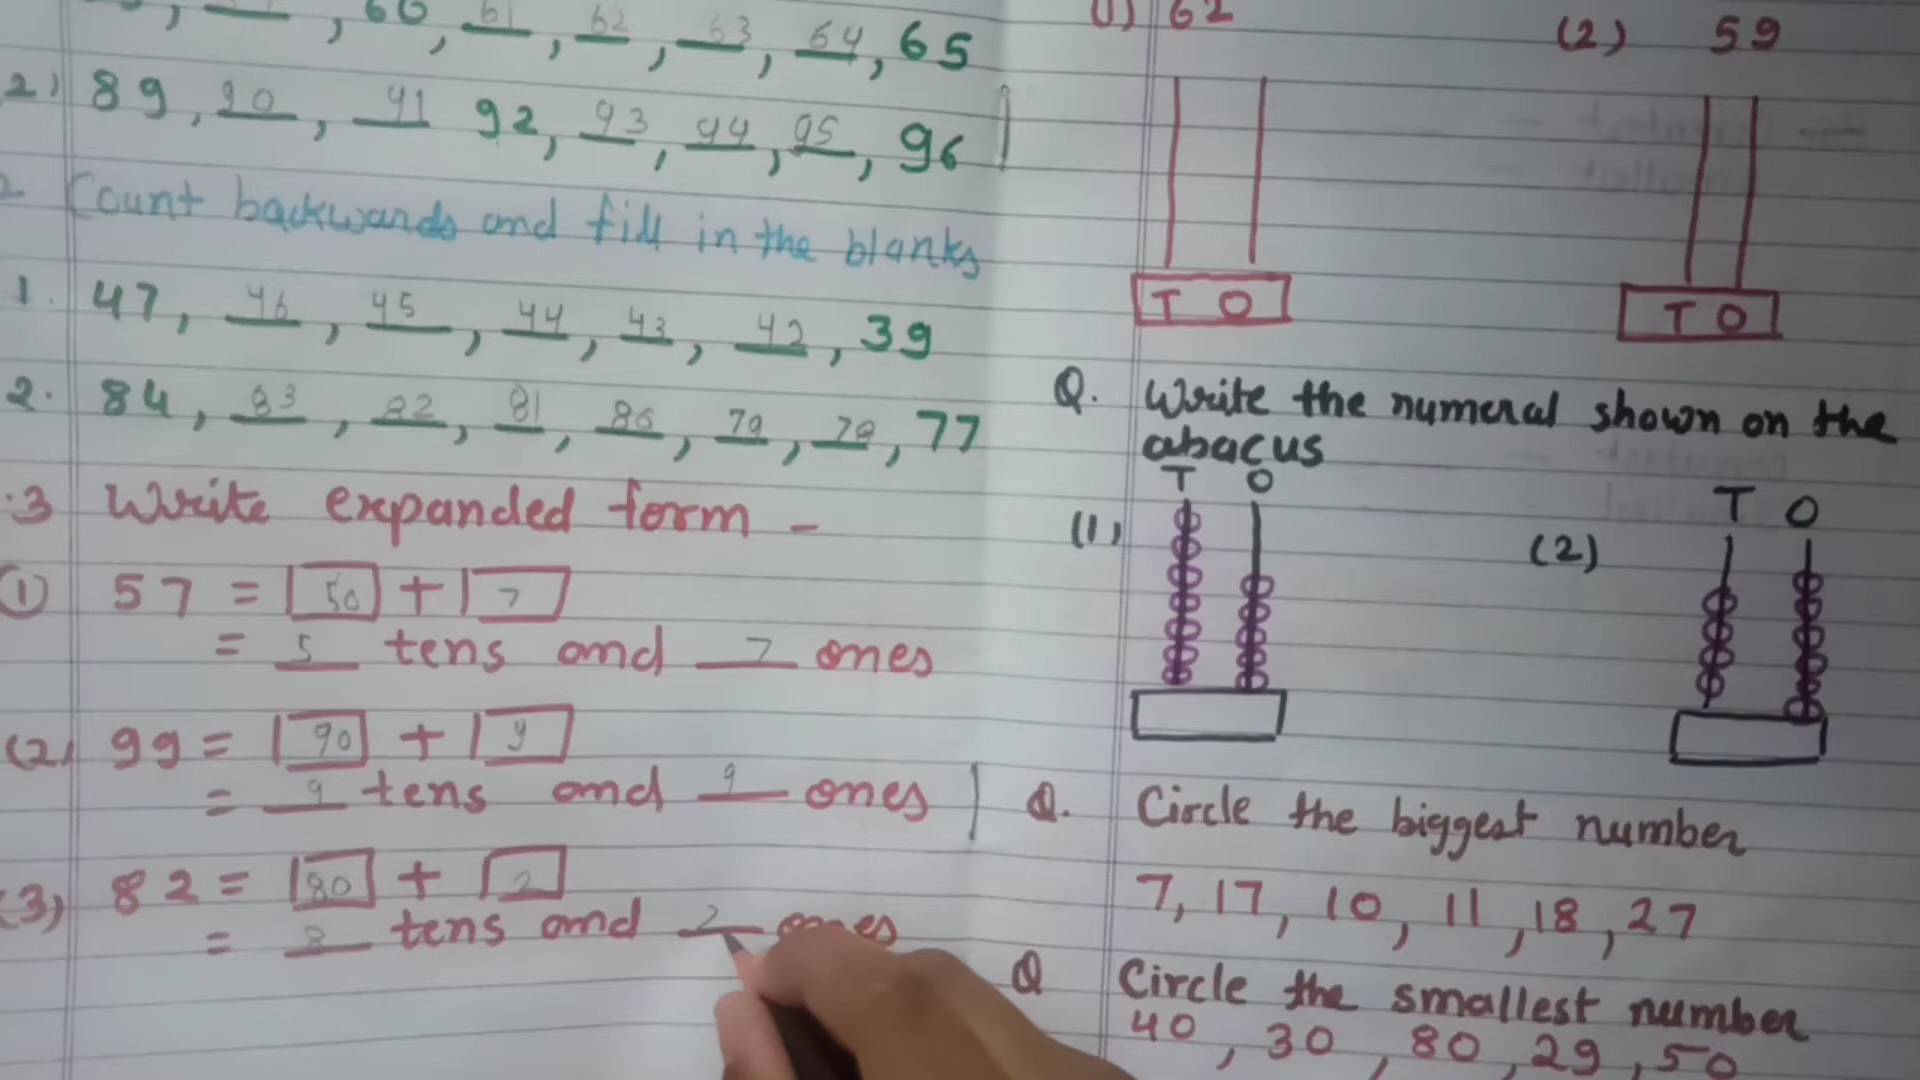 60, 61, 62, 63, 64, 65
2) 89, 90, 91 92, 93, 94, 95, 96
2 Count backwards and fill in the blanks
1. 47, 46, 45, 44, 43, 42, 39
2. 84, 83, 82, 81, 80, 79, 78, 77
.3 Write expanded form -
① 57 = 50 + 7
= 5 tens and 7 ones
(2) 99 = 90 + 9
= 9 tens and 9 ones
(3) 82 = 80 + 2
= 8 tens and 2 ones
(1) 62 (2) 59
T O T O
Q. Write the numeral shown on the
abacus
T O T O
(1) (2)
Q. Circle the biggest number
7, 17, 10, 11, 18, 27
Q Circle the smallest number
40, 30, 80, 29, 50